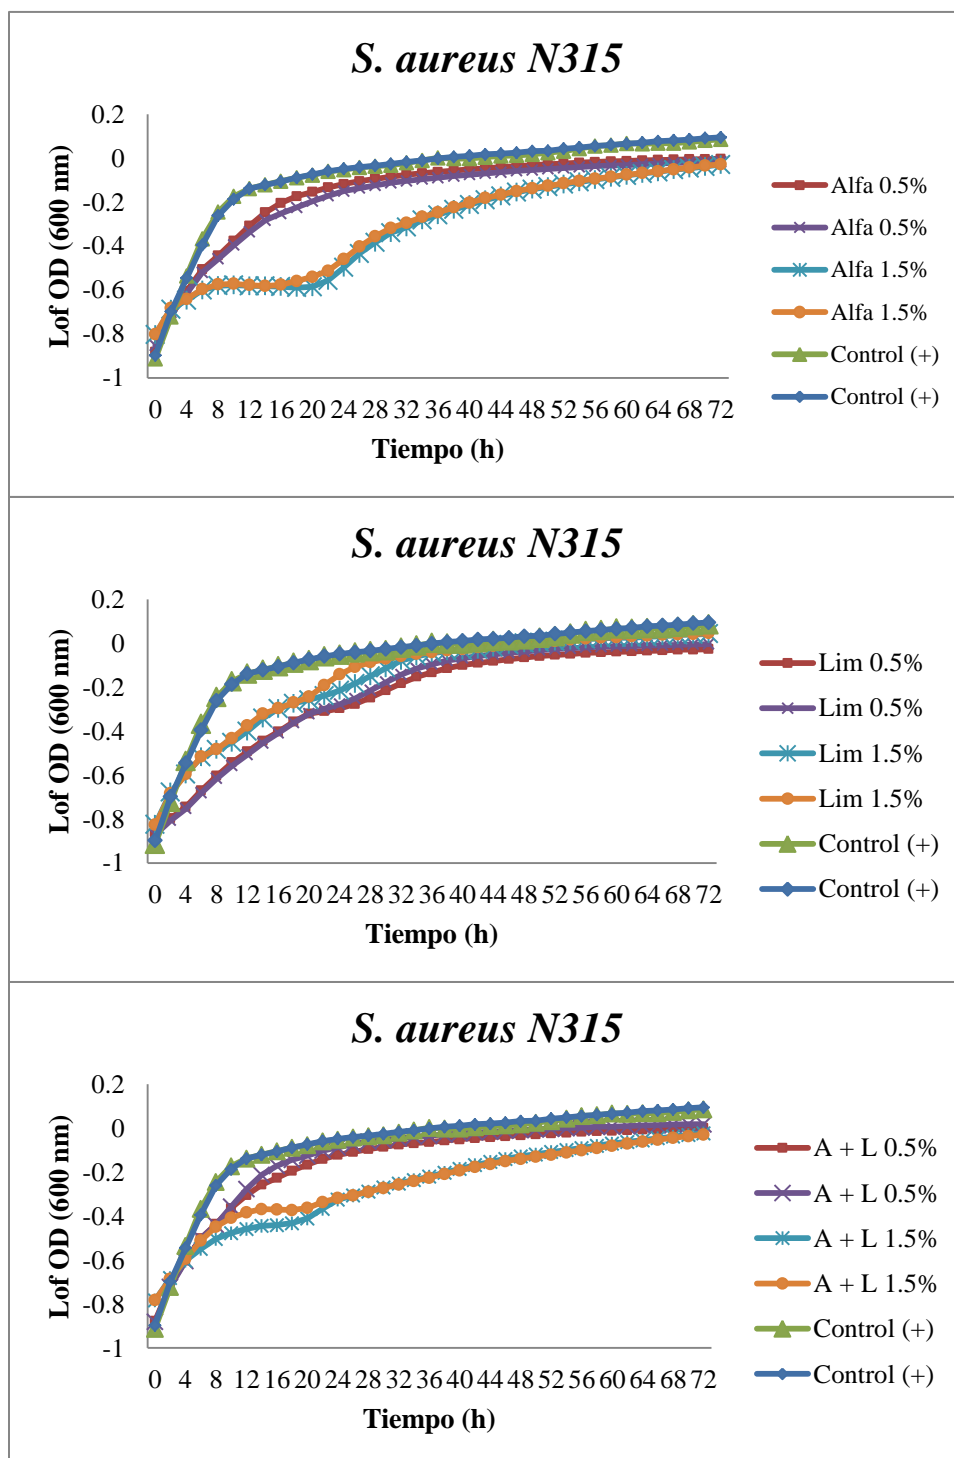 S. aureus N315
0.2
0
-0.2
-0.4
-0.6
-0.8
-1
Lof OD (600 nm)
0 4 8 12 16 20 24 28 32 36 40 44 48 52 56 60 64 68 72
Tiempo (h)
Alfa 0.5%
Alfa 0.5%
Alfa 1.5%
Alfa 1.5%
Control (+)
Control (+)
S. aureus N315
0.2
0
-0.2
-0.4
-0.6
-0.8
-1
Lof OD (600 nm)
0 4 8 12 16 20 24 28 32 36 40 44 48 52 56 60 64 68 72
Tiempo (h)
Lim 0.5%
Lim 0.5%
Lim 1.5%
Lim 1.5%
Control (+)
Control (+)
S. aureus N315
0.2
0
-0.2
-0.4
-0.6
-0.8
-1
Lof OD (600 nm)
0 4 8 12 16 20 24 28 32 36 40 44 48 52 56 60 64 68 72
Tiempo (h)
A + L 0.5%
A + L 0.5%
A + L 1.5%
A + L 1.5%
Control (+)
Control (+)